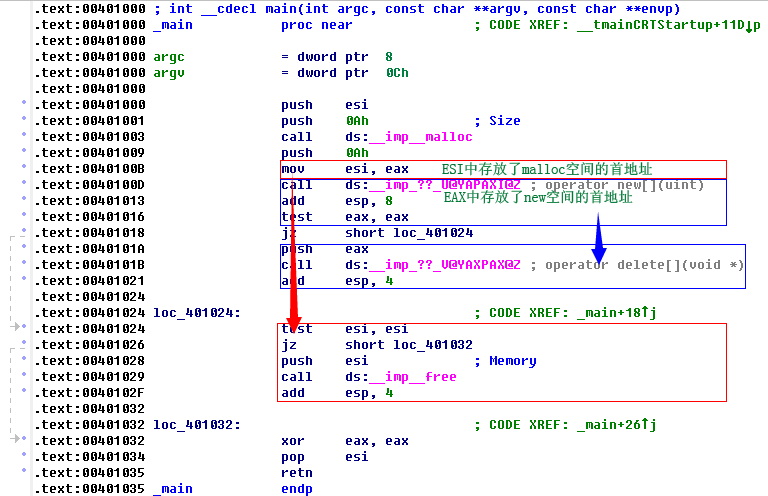 .text:00401000 ; int __cdecl main(int argc, const char **argv, const char **envp)
.text:00401000 _main proc near ; CODE XREF: __tmainCRTStartup+11D↓p
.text:00401000
.text:00401000 argc = dword ptr 8
.text:00401000 argv = dword ptr 0Ch
.text:00401000
.text:00401000 push esi
.text:00401001 push 0Ah ; Size
.text:00401003 call ds:__imp__malloc
.text:00401009 push 0Ah
.text:0040100B mov esi, eax ESI中存放了malloc空间的首地址
.text:0040100D call ds:__imp_??_U@YAPAXI@Z ; operator new[](uint)
.text:00401013 add esp, 8 EAX中存放了new空间的首地址
.text:00401016 test eax, eax
.text:00401018 jz short loc_401024
.text:0040101A push eax
.text:0040101B call ds:__imp_??_V@YAXPAX@Z ; operator delete[](void *)
.text:00401021 add esp, 4
.text:00401024
.text:00401024 loc_401024: ; CODE XREF: _main+18↑j
.text:00401024 test esi, esi
.text:00401026 jz short loc_401032
.text:00401028 push esi ; Memory
.text:00401029 call ds:__imp__free
.text:0040102F add esp, 4
.text:00401032
.text:00401032 loc_401032: ; CODE XREF: _main+26↑j
.text:00401032 xor eax, eax
.text:00401034 pop esi
.text:00401035 retn
.text:00401035 _main endp